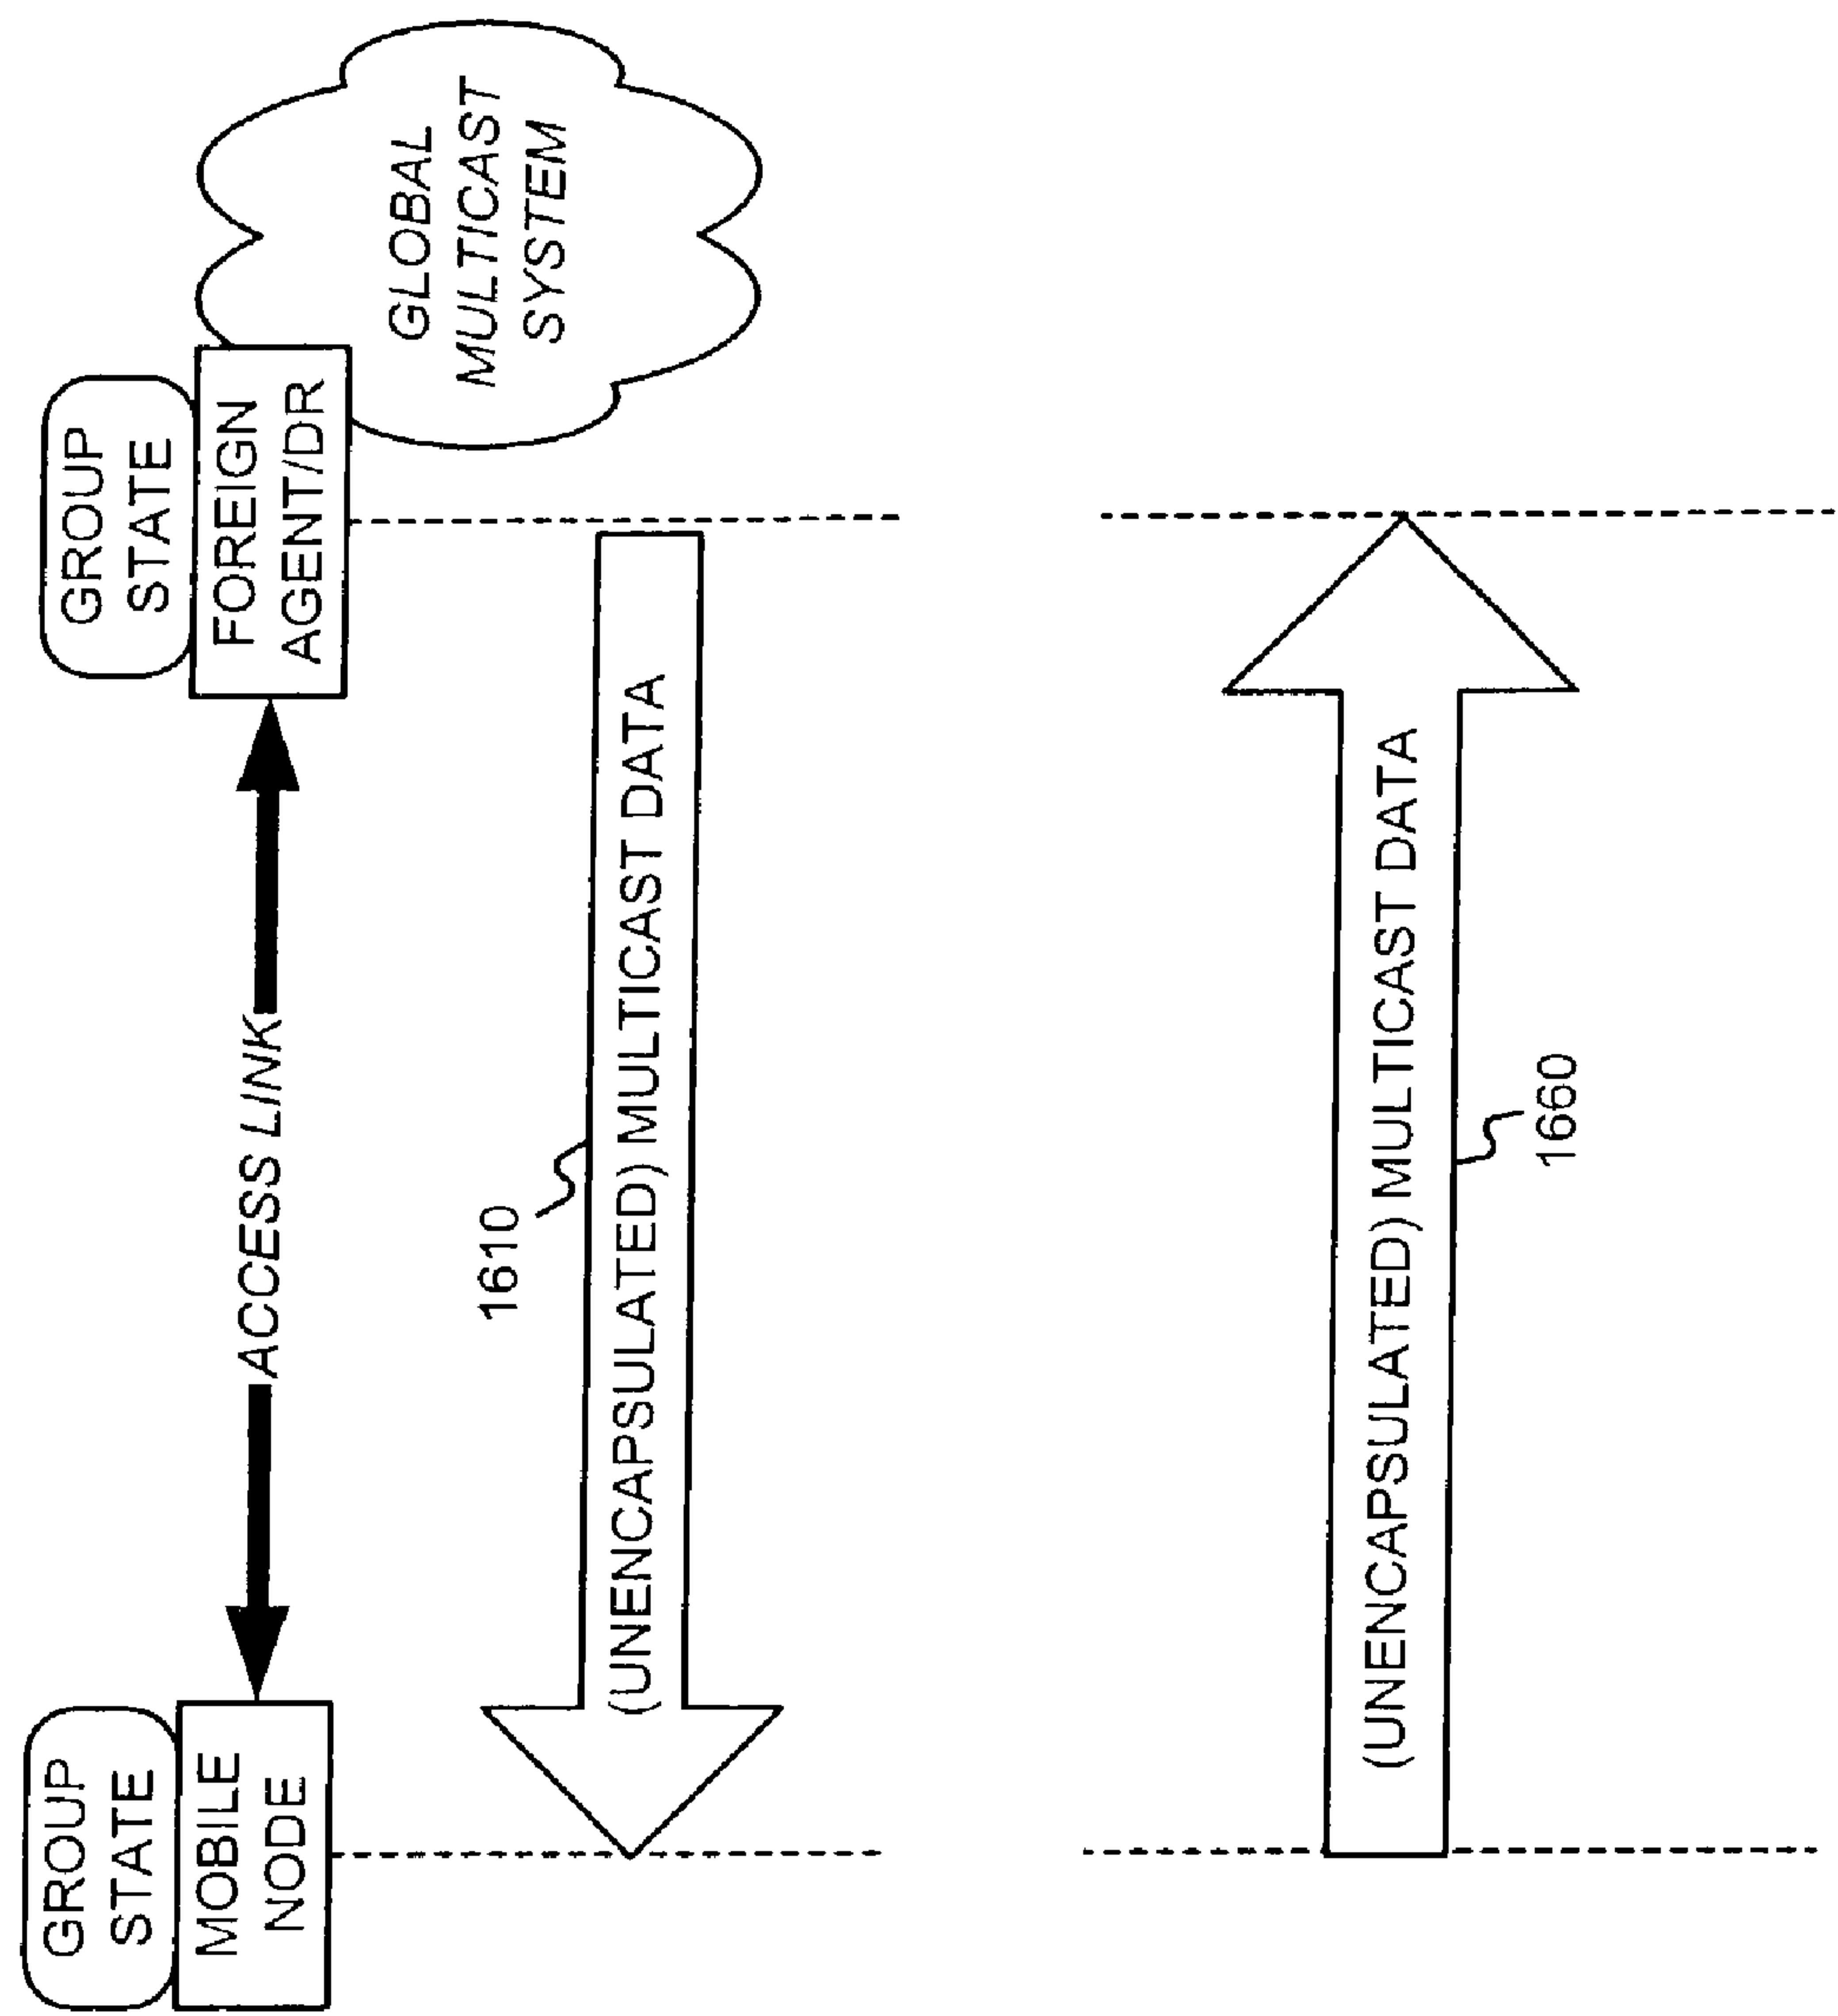 GROUP
STATE
MOBILE
NODE
ACCESS LINK
GROUP
STATE
FOREIGN
AGENT/DR
GLOBAL
MULTICAST
SYSTEM
1610
(UNENCAPSULATED) MULTICAST DATA
(UNENCAPSULATED) MULTICAST DATA
1660